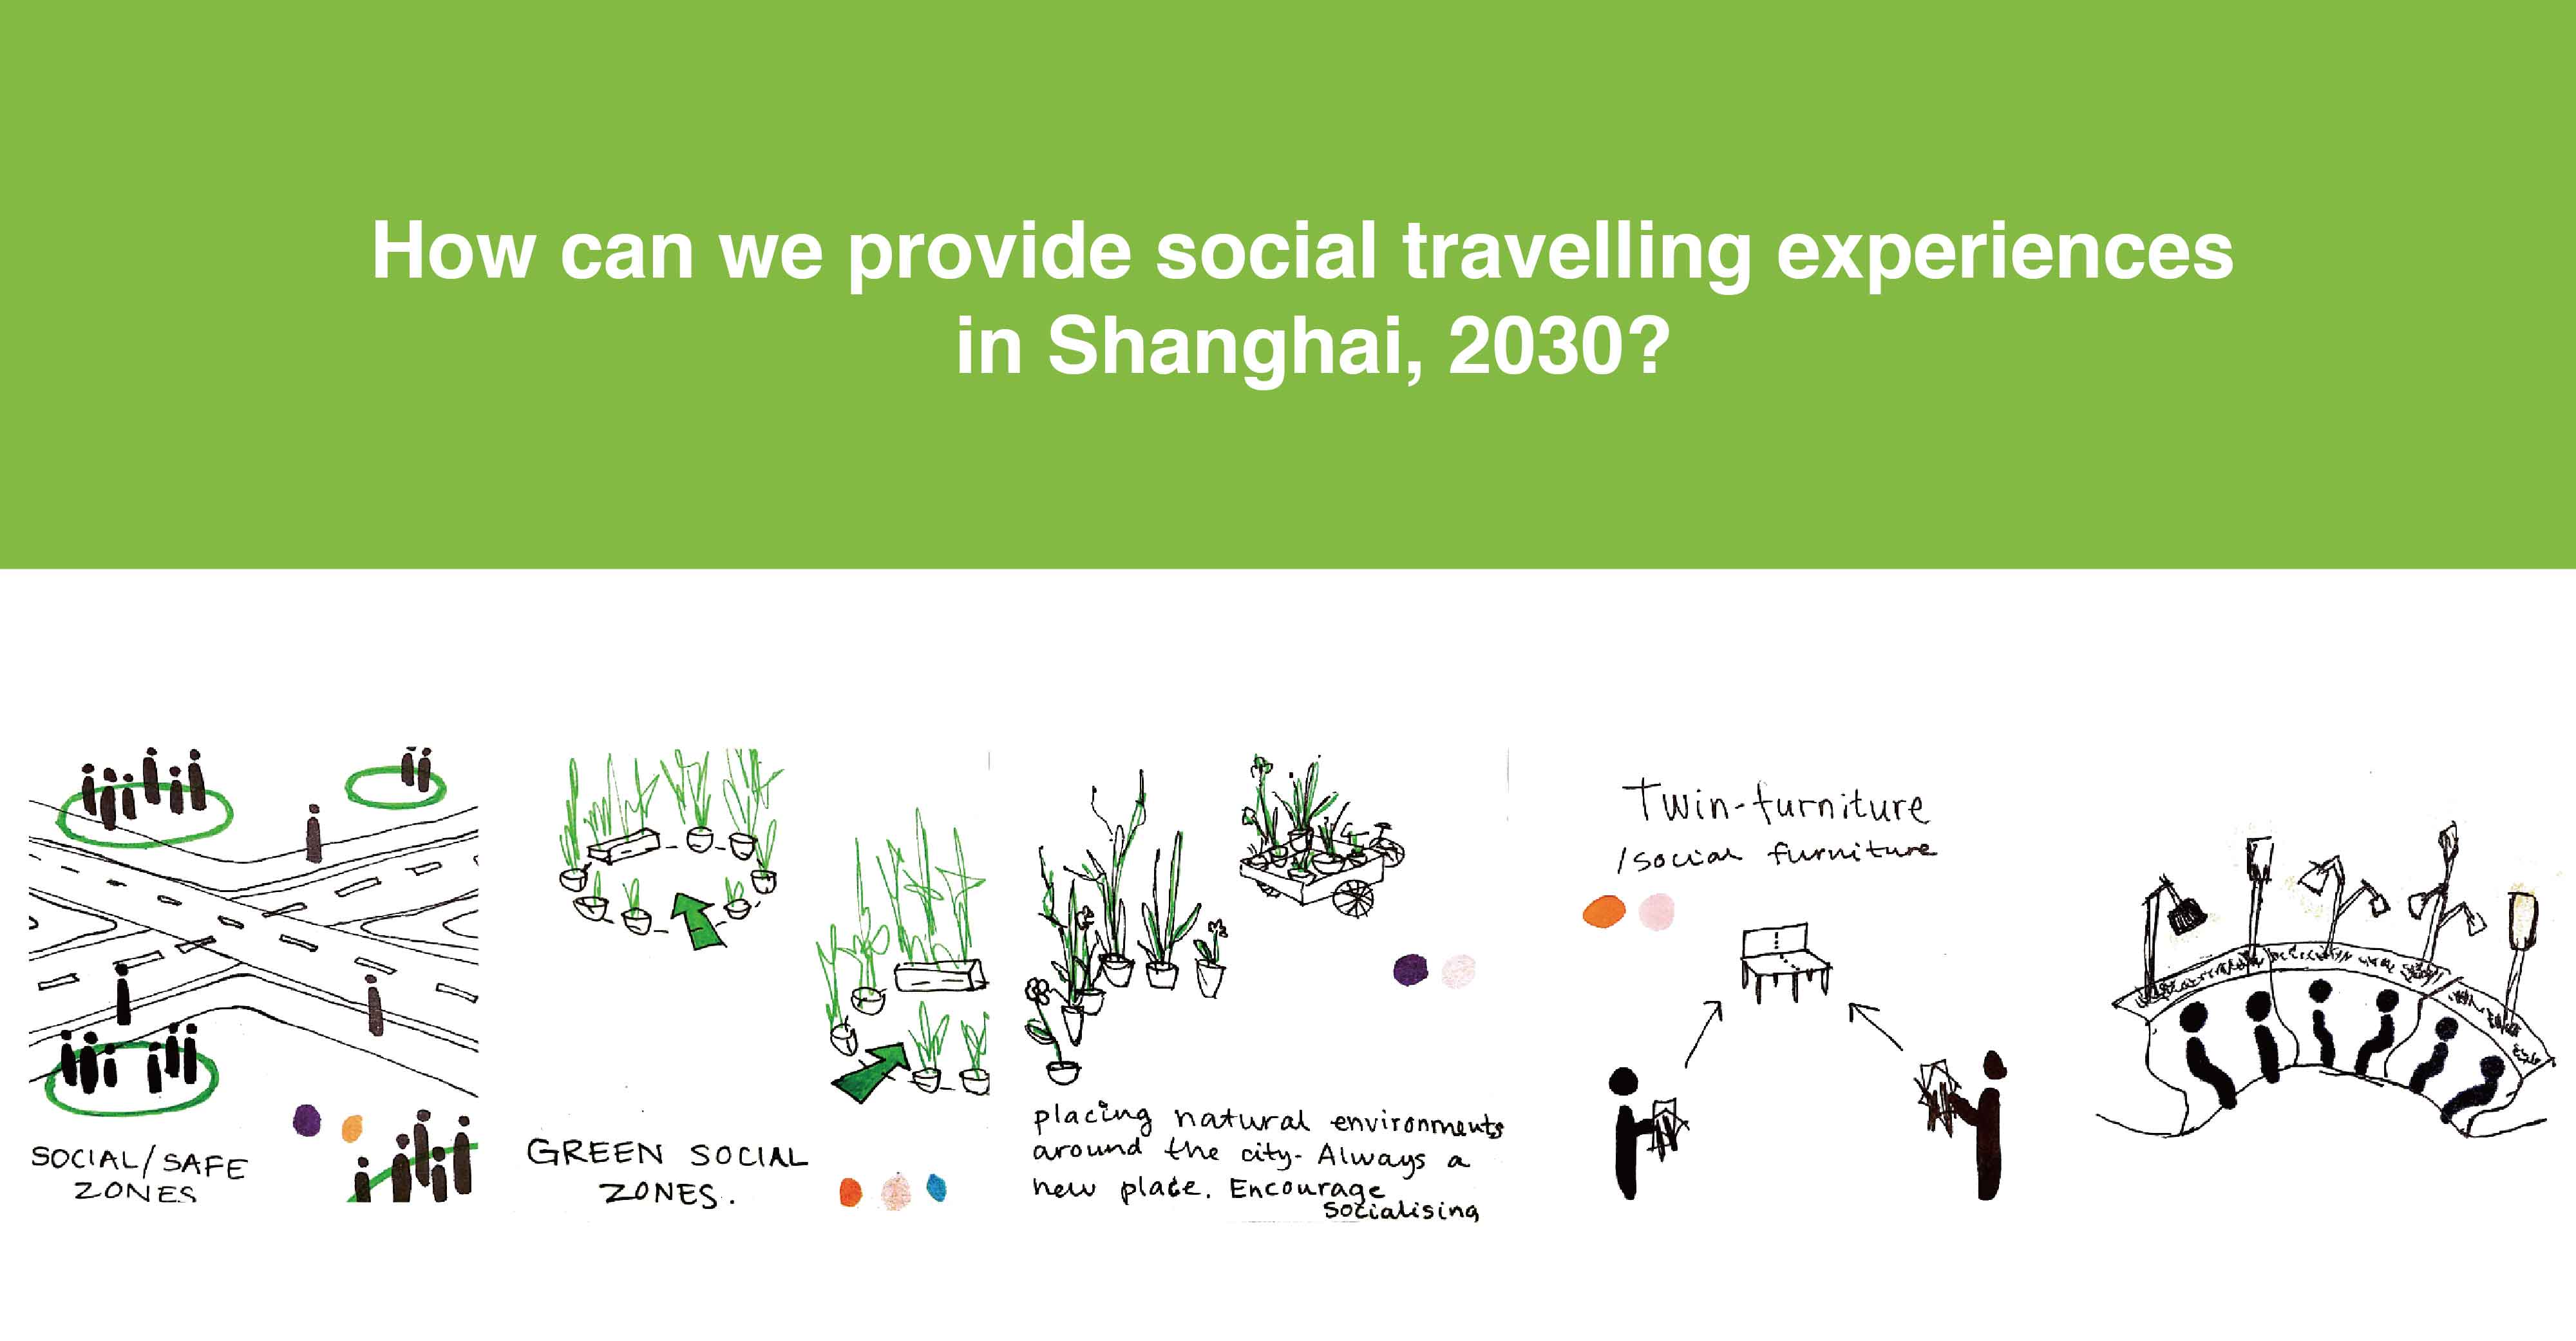 How can we provide social travelling experiences
in Shanghai, 2030?
SOCIAL/SAFE
ZONES
GREEN SOCIAL
ZONES.
placing natural environments
around the city- Always a
new place. Encourage
Socialising
Twin-furniture
/social furniture